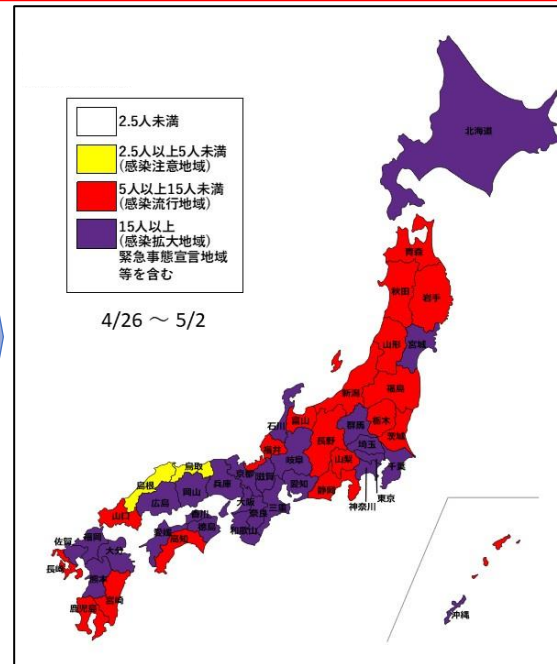 2.5人未満
2.5人以上5人未満
(感染注意地域)
5人以上15人未満
(感染流行地域)
15人以上
(感染拡大地域)
緊急事態宣言地域
等を含む
4/26 ～ 5/2
北海道
青森
秋田
岩手
山形
宮城
新潟
福島
石川
富山
群馬
栃木
福井
長野
埼玉
茨城
岐阜
山梨
千葉
鳥取
京都
滋賀
愛知
静岡
東京
島根
兵庫
神奈川
岡山
広島
大阪
奈良
三重
山口
香川
徳島
和歌山
愛媛
高知
佐賀
福岡
大分
長崎
熊本
宮崎
鹿児島
沖縄